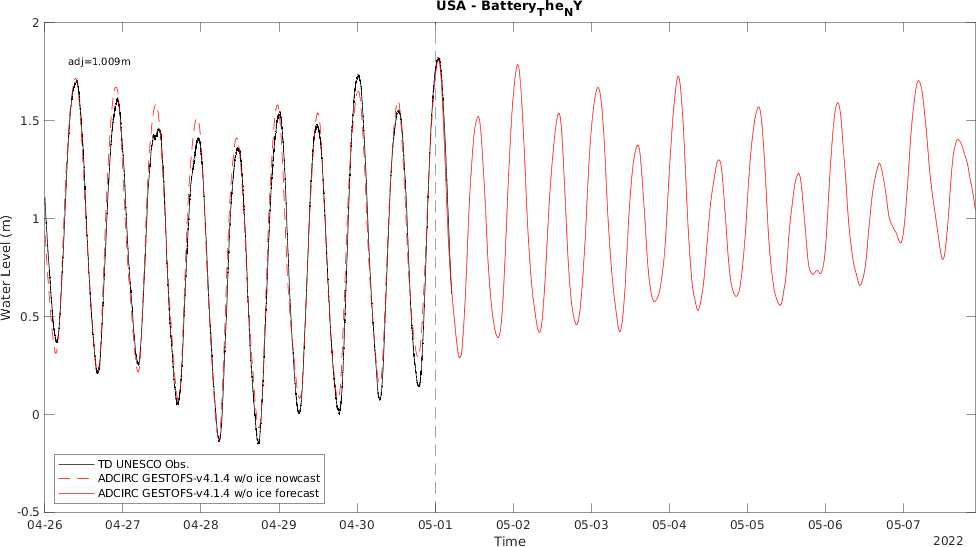 USA - BatteryTheNY
2
adj=1.009m
1.5
1
0.5
0
-0.5
Water Level (m)
TD UNESCO Obs.
ADCIRC GESTOFS-v4.1.4 w/o ice nowcast
ADCIRC GESTOFS-v4.1.4 w/o ice forecast
04-26 04-27 04-28 04-29 04-30 05-01 05-02 05-03 05-04 05-05 05-06 05-07
Time
2022